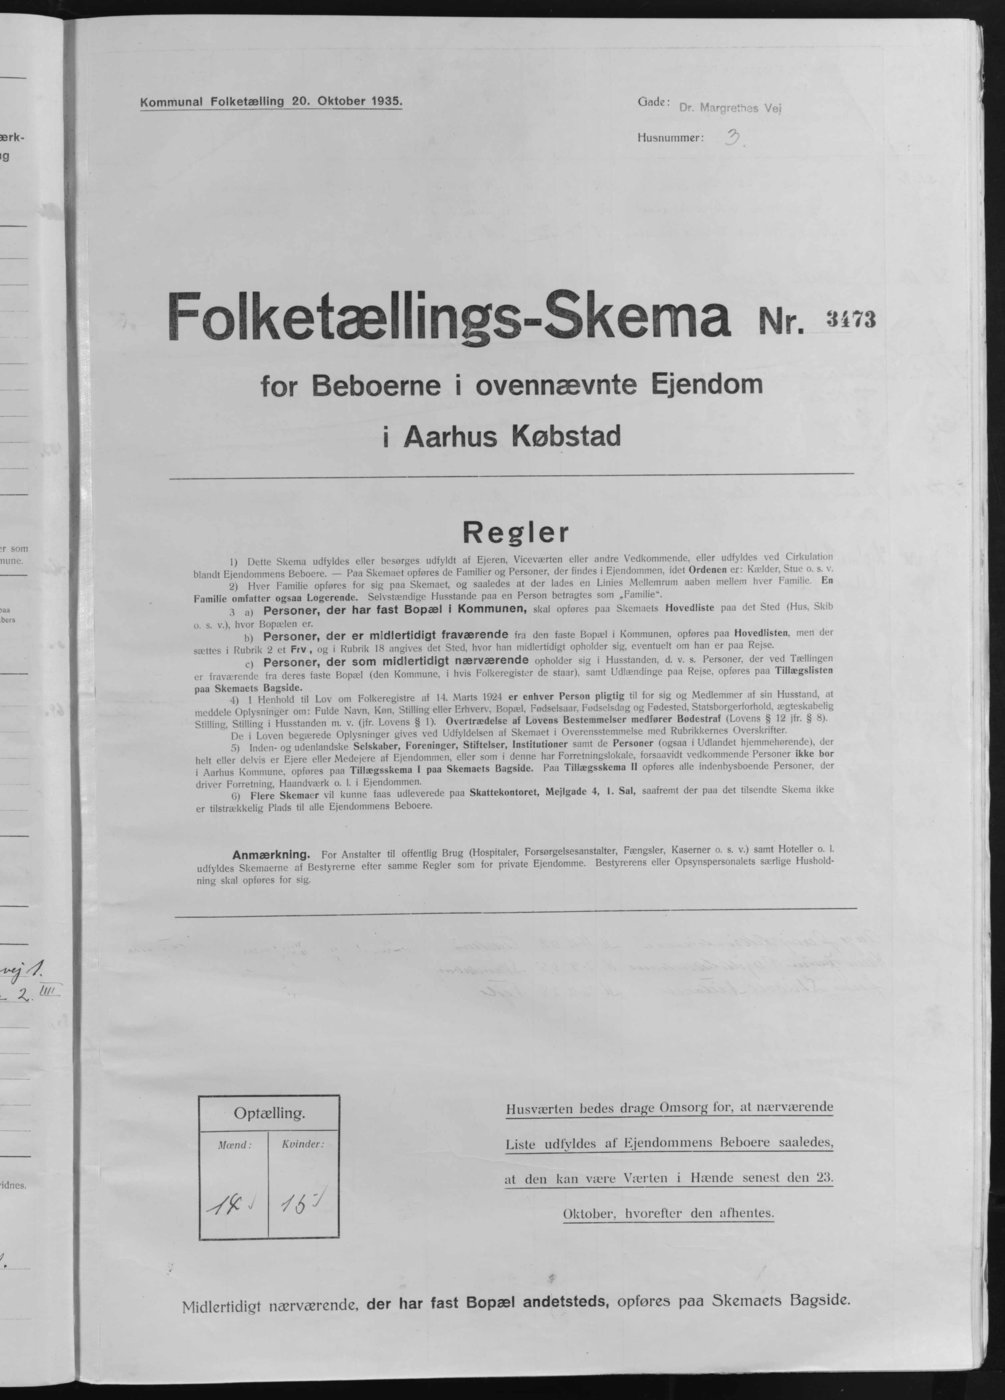 Kommunal Folketælling 20. Oktober 1935.
Gade: Dr. Margrethes Vej
Husnummer: 3.
Folketællings-Skema Nr. 3473
for Beboerne i ovennævnte Ejendom
i Aarhus Købstad
Regler
1) Dette Skema udfyldes eller besørges udfyldt af Ejeren, Viceværten eller andre Vedkommende, eller udfyldes ved Cirkulation
blandt Ejendommens Beboere. — Paa Skemaet opføres de Familier og Personer, der findes i Ejendommen, idet Ordenen er: Kælder, Stue o. s. v.
2) Hver Familie opføres for sig paa Skemaet, og saaledes at der lades en Linies Mellemrum aaben mellem hver Familie. En
Familie omfatter ogsaa Logerende. Selvstændige Husstande paa en Person betragtes som „Familie“.
3 a) Personer, der har fast Bopæl i Kommunen, skal opføres paa Skemaets Hovedliste paa det Sted (Hus, Skib
o. s. v.), hvor Bopælen er.
b) Personer, der er midlertidigt fraværende fra den faste Bopæl i Kommunen, opføres paa Hovedlisten, men der
sættes i Rubrik 2 et Frv, og i Rubrik 18 angives det Sted, hvor han midlertidigt opholder sig, eventuelt om han er paa Rejse.
c) Personer, der som midlertidigt nærværende opholder sig i Husstanden, d. v. s. Personer, der ved Tællingen
er fraværende fra deres faste Bopæl (den Kommune, i hvis Folkeregister de staar), samt Udlændinge paa Rejse, opføres paa Tillægslisten
paa Skemaets Bagside.
4) I Henhold til Lov om Folkeregistre af 14. Marts 1924 er enhver Person pligtig til for sig og Medlemmer af sin Husstand, at
meddele Oplysninger om: Fulde Navn, Køn, Stilling eller Erhverv, Bopæl, Fødselsaar, Fødselsdag og Fødested, Statsborgerforhold, ægteskabelig
Stilling, Stilling i Husstanden m. v. (jfr. Lovens § 1). Overtrædelse af Lovens Bestemmelser medfører Bødestraf (Lovens § 12 jfr. § 8).
De i Loven begærede Oplysninger gives ved Udfyldelsen af Skemaet i Overensstemmelse med Rubrikkernes Overskrifter.
5) Inden- og udenlandske Selskaber, Foreninger, Stiftelser, Institutioner samt de Personer (ogsaa i Udlandet hjemmehørende), der
helt eller delvis er Ejere eller Medejere af Ejendommen, eller som i denne har Forretningslokale, forsaavidt vedkommende Personer ikke bor
i Aarhus Kommune, opføres paa Tillægsskema I paa Skemaets Bagside. Paa Tillægsskema II opføres alle indenbysboende Personer, der
driver Forretning, Haandværk o. l. i Ejendommen.
6) Flere Skemaer vil kunne faas udleverede paa Skattekontoret, Mejlgade 4, 1. Sal, saafremt der paa det tilsendte Skema ikke
er tilstrækkelig Plads til alle Ejendommens Beboere.
Anmærkning. For Anstalter til offentlig Brug (Hospitaler, Forsørgelsesanstalter, Fængsler, Kaserner o. s. v.) samt Hoteller o. l.
udfyldes Skemaerne af Bestyrerne efter samme Regler som for private Ejendomme. Bestyrerens eller Opsynspersonalets særlige Hushold-
ning skal opføres for sig.
Optælling.
Mænd: Kvinder:
18 15
Husværten bedes drage Omsorg for, at nærværende
Liste udfyldes af Ejendommens Beboere saaledes,
at den kan være Værten i Hænde senest den 23.
Oktober, hvorefter den afhentes.
Midlertidigt nærværende, der har fast Bopæl andetsteds, opføres paa Skemaets Bagside.